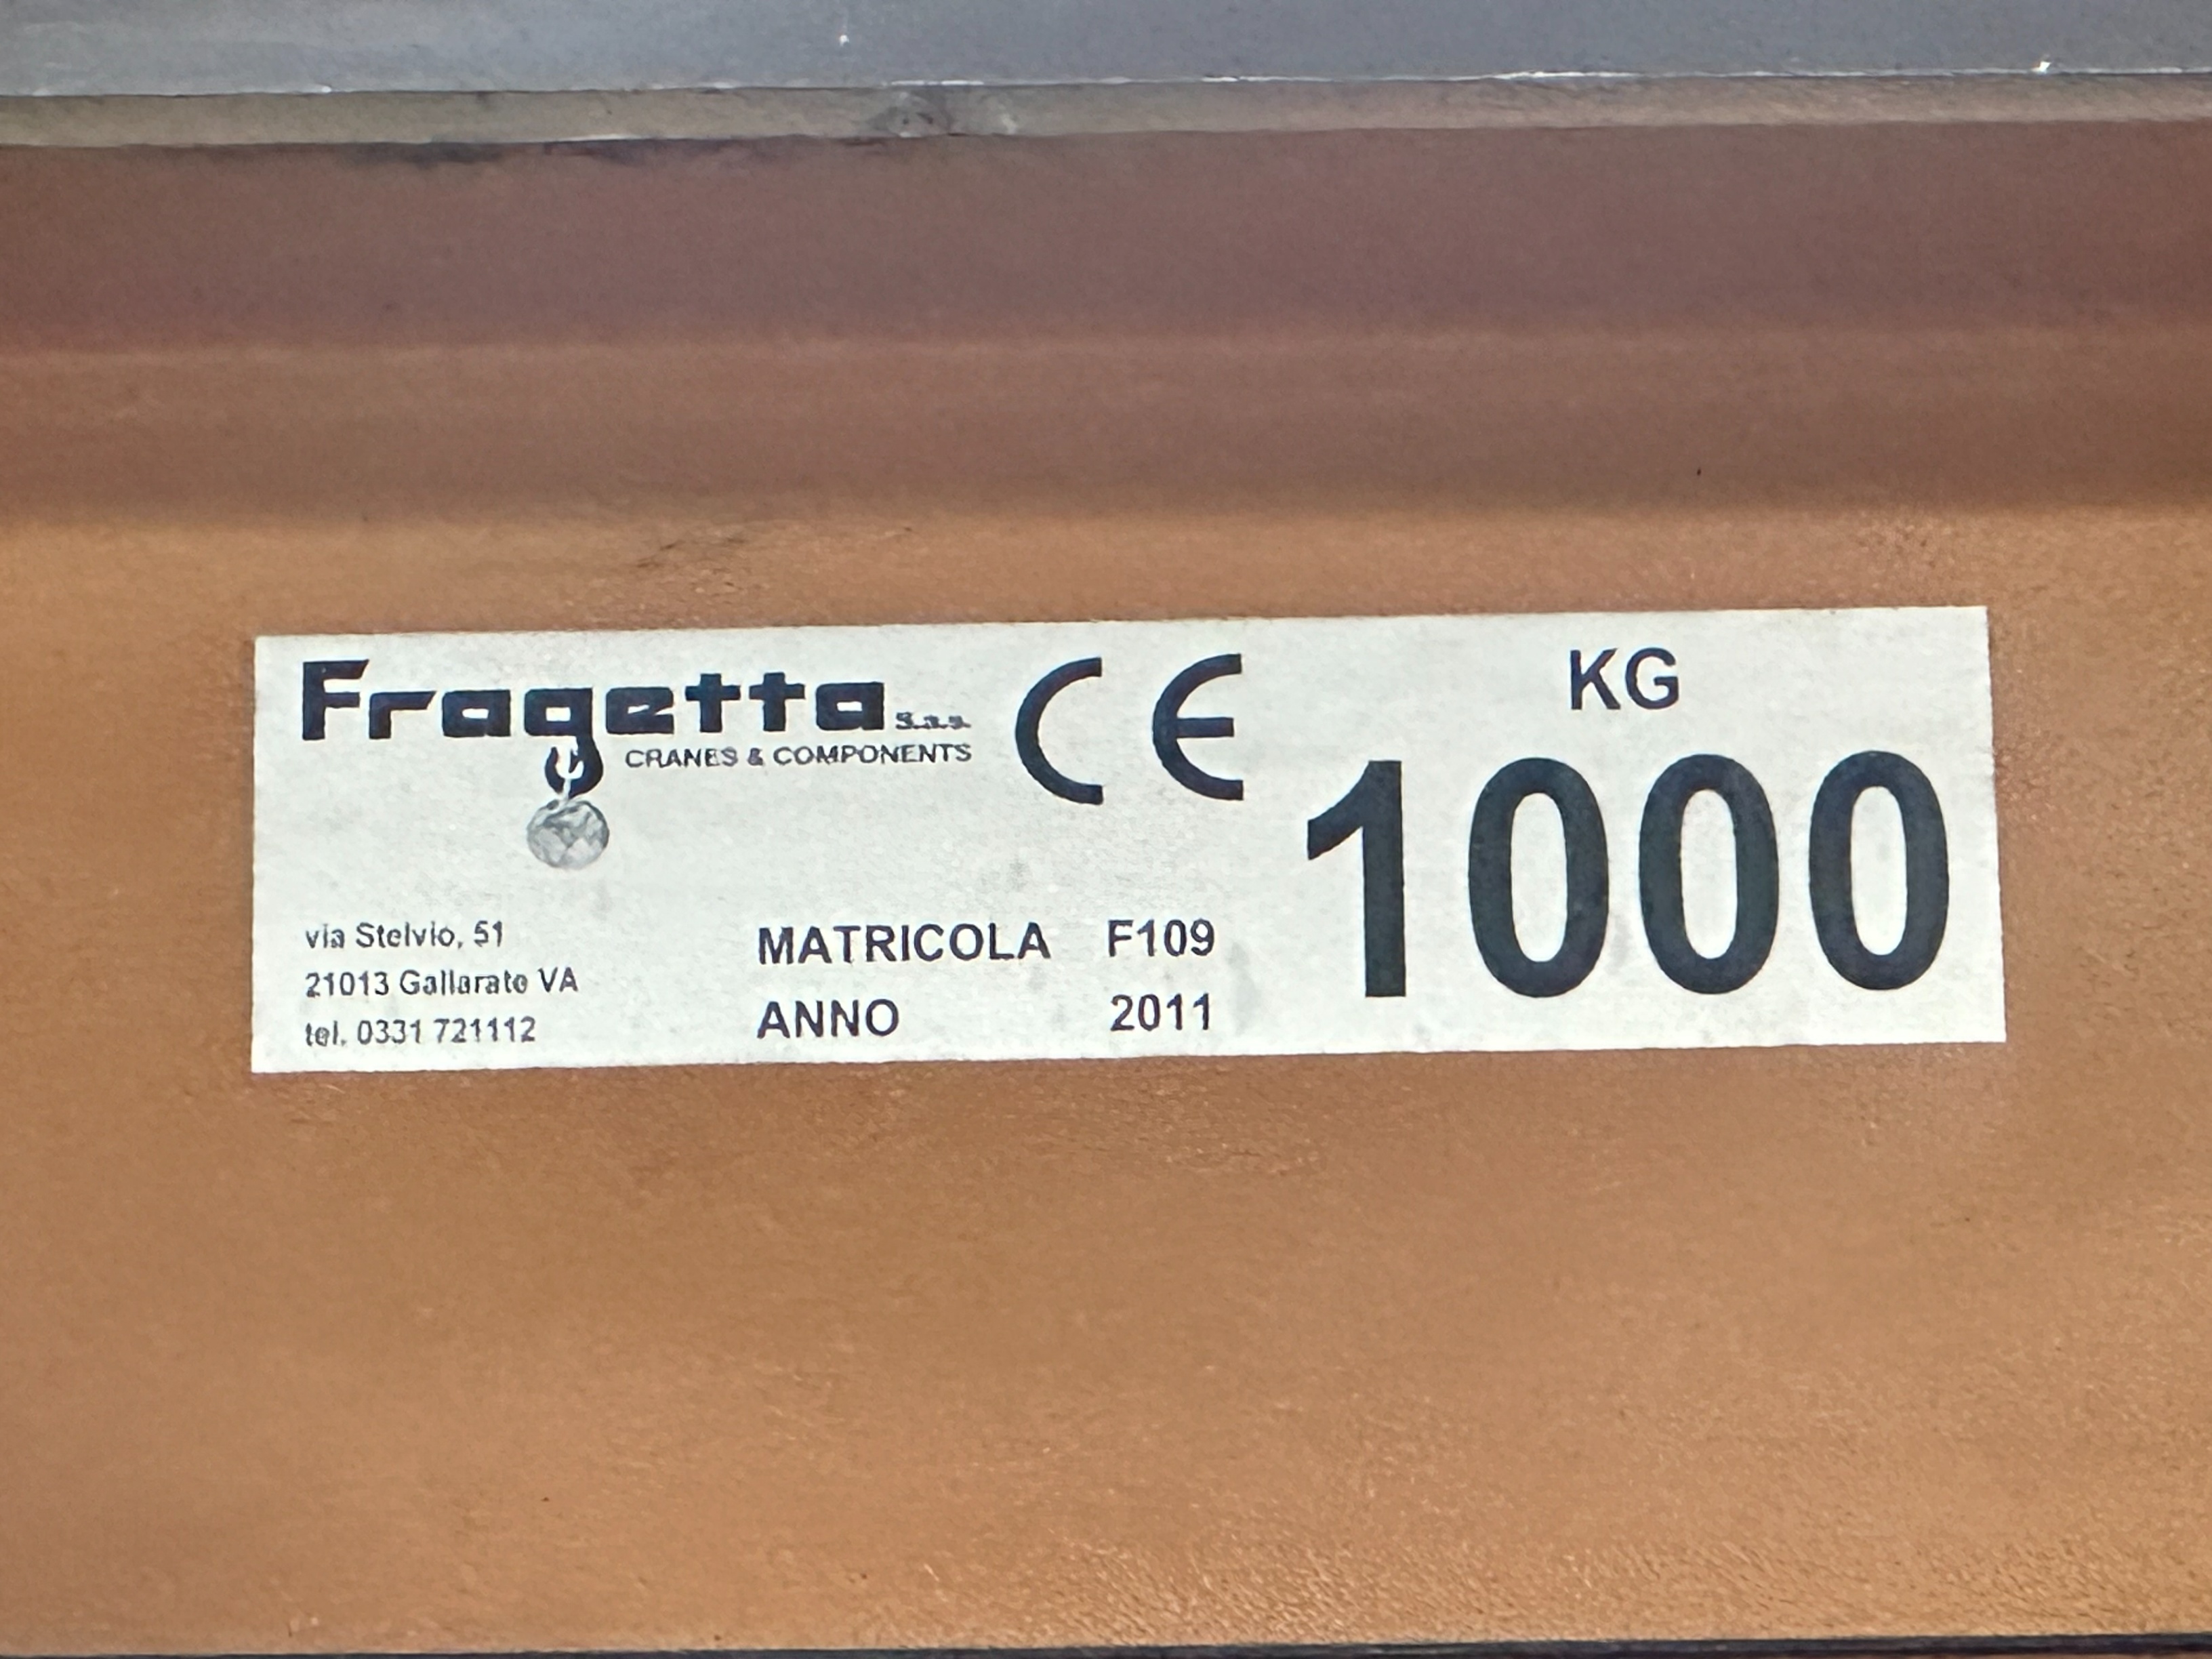 Fragetta s.a.s.
CRANES & COMPONENTS
CE
KG
1000
via Stelvio, 51
21013 Gallarate VA
tel. 0331 721112
MATRICOLA F109
ANNO 2011